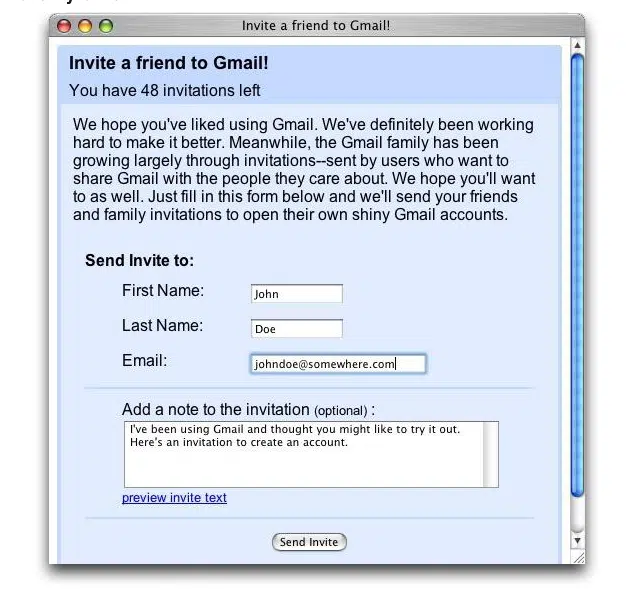 Invite a friend to Gmail!
Invite a friend to Gmail!
You have 48 invitations left
We hope you've liked using Gmail. We've definitely been working
hard to make it better. Meanwhile, the Gmail family has been
growing largely through invitations--sent by users who want to
share Gmail with the people they care about. We hope you'll want
to as well. Just fill in this form below and we'll send your friends
and family invitations to open their own shiny Gmail accounts.
Send Invite to:
First Name: John
Last Name: Doe
Email: johndoe@somewhere.com
Add a note to the invitation (optional) :
I've been using Gmail and thought you might like to try it out.
Here's an invitation to create an account.
preview invite text
Send Invite